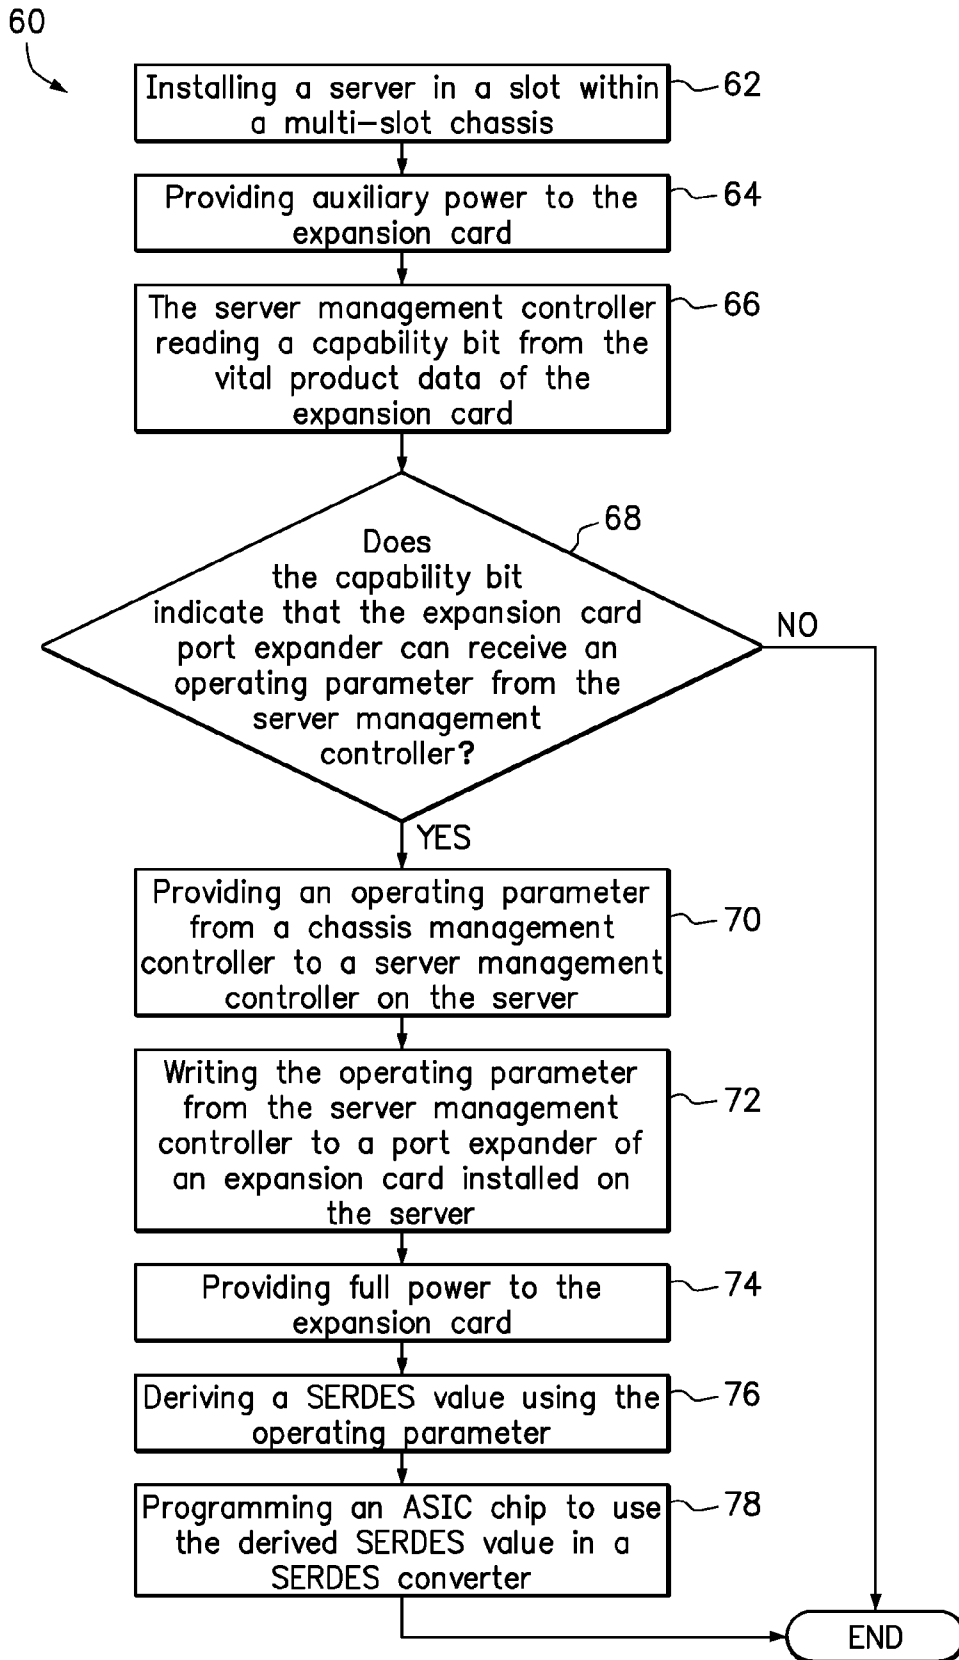 60
Installing a server in a slot within
a multi-slot chassis
62
Providing auxiliary power to the
expansion card
64
The server management controller
reading a capability bit from the
vital product data of the
expansion card
66
Does
the capability bit
indicate that the expansion card
port expander can receive an
operating parameter from the
server management
controller?
68
NO
YES
Providing an operating parameter
from a chassis management
controller to a server management
controller on the server
70
Writing the operating parameter
from the server management
controller to a port expander of
an expansion card installed on
the server
72
Providing full power to the
expansion card
74
Deriving a SERDES value using the
operating parameter
76
Programming an ASIC chip to use
the derived SERDES value in a
SERDES converter
78
END